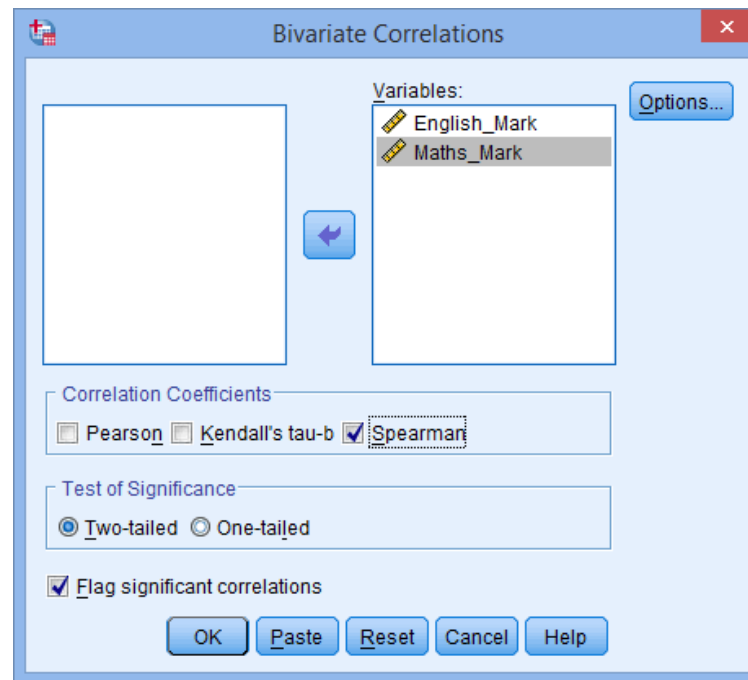 Bivariate Correlations
Variables:
Options...
English_Mark
Maths_Mark
Correlation Coefficients
Pearson Kendall's tau-b Spearman
Test of Significance
Two-tailed One-tailed
Flag significant correlations
OK Paste Reset Cancel Help